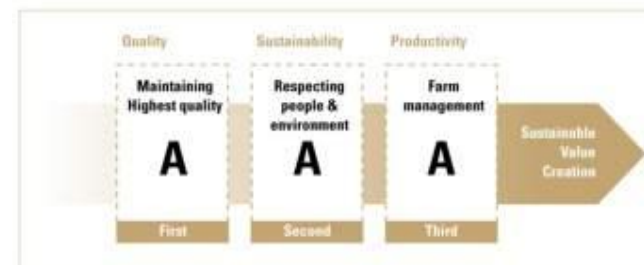 Quality
Sustainability
Productivity
Maintaining
Highest quality
A
First
Respecting
people &
environment
A
Second
Farm
management
A
Third
Sustainable
Value
Creation